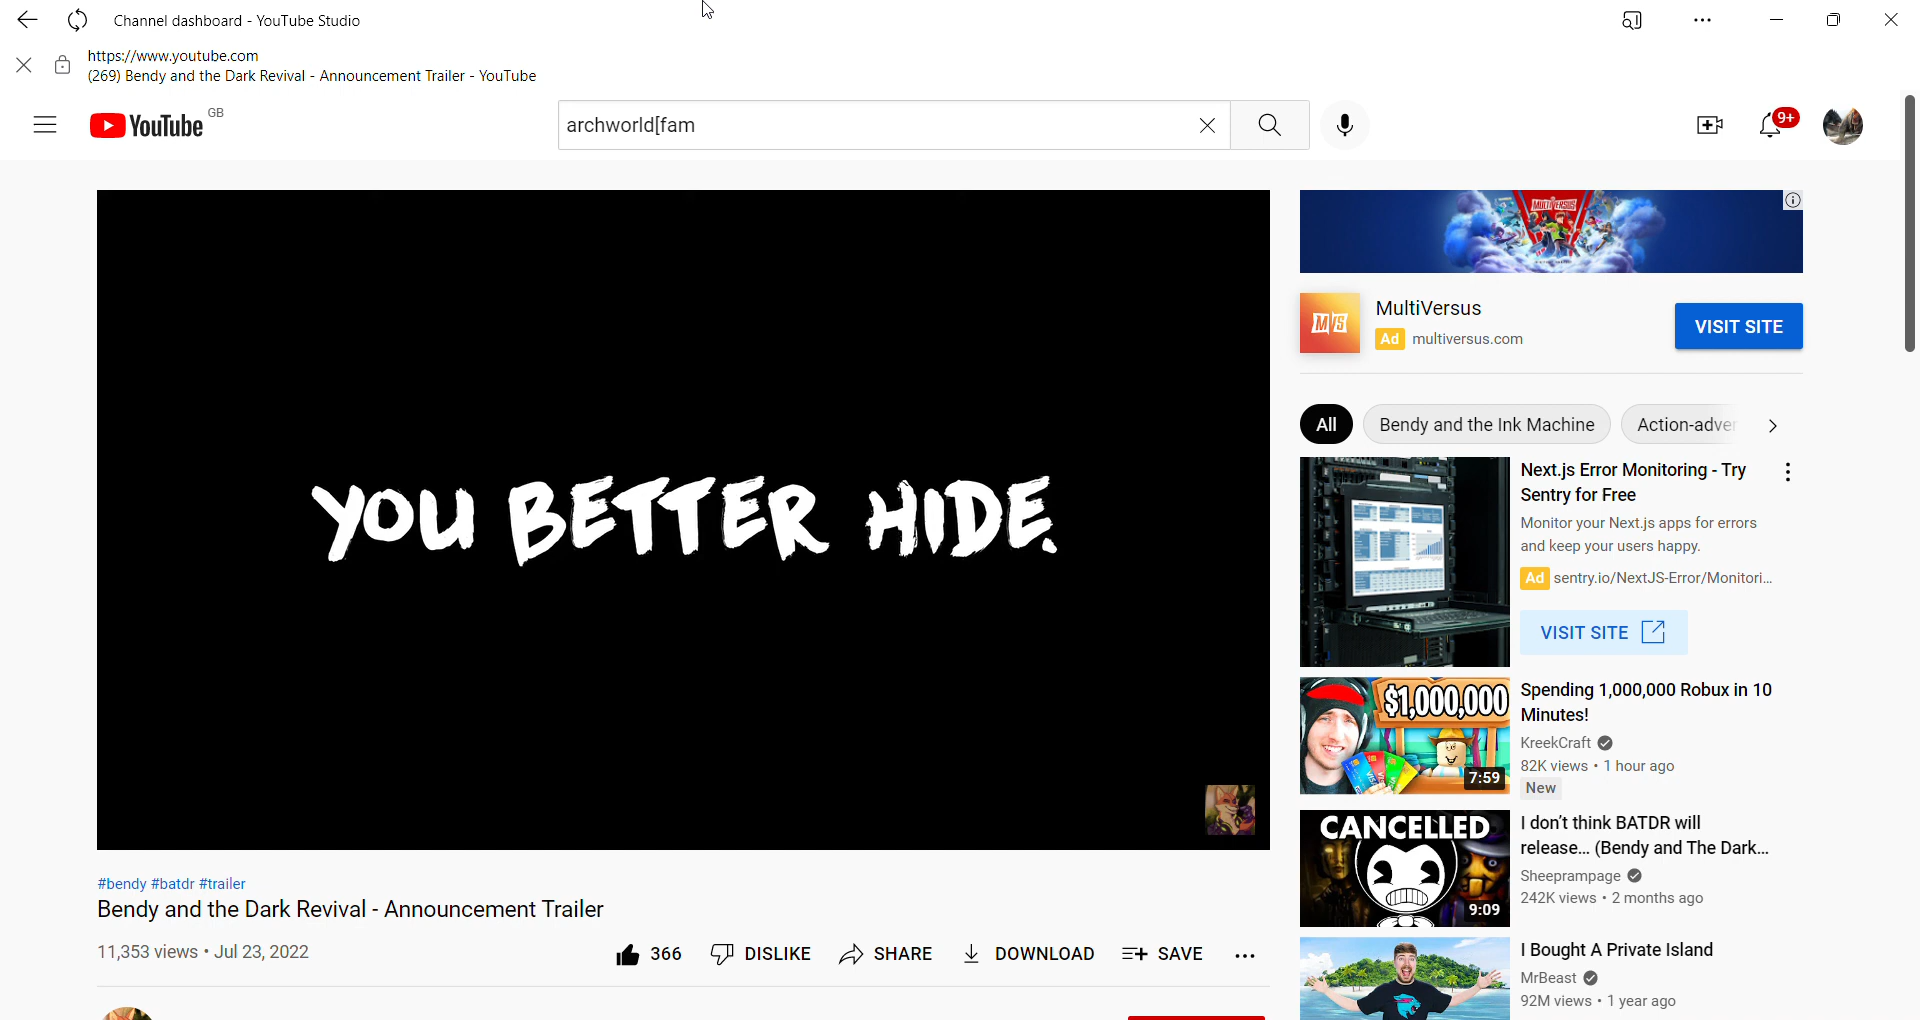 Channel dashboard - YouTube Studio
https://www.youtube.com
(269) Bendy and the Dark Revival - Announcement Trailer - YouTube
YouTube GB
archworld[fam
9+
YOU BETTER HIDE.
#bendy #batdr #trailer
Bendy and the Dark Revival - Announcement Trailer
11,353 views • Jul 23, 2022
366 DISLIKE SHARE DOWNLOAD SAVE
MULTIVERSUS
MVS
MultiVersus
Ad multiversus.com
VISIT SITE
All Bendy and the Ink Machine Action-adver
Next.js Error Monitoring - Try
Sentry for Free
Monitor your Next.js apps for errors
and keep your users happy.
Ad sentry.io/NextJS-Error/Monitori...
VISIT SITE
$1,000,000
7:59
Spending 1,000,000 Robux in 10
Minutes!
KreekCraft
82K views • 1 hour ago
New
CANCELLED
9:09
I don't think BATDR will
release... (Bendy and The Dark...
Sheeprampage
242K views • 2 months ago
I Bought A Private Island
MrBeast
92M views • 1 year ago